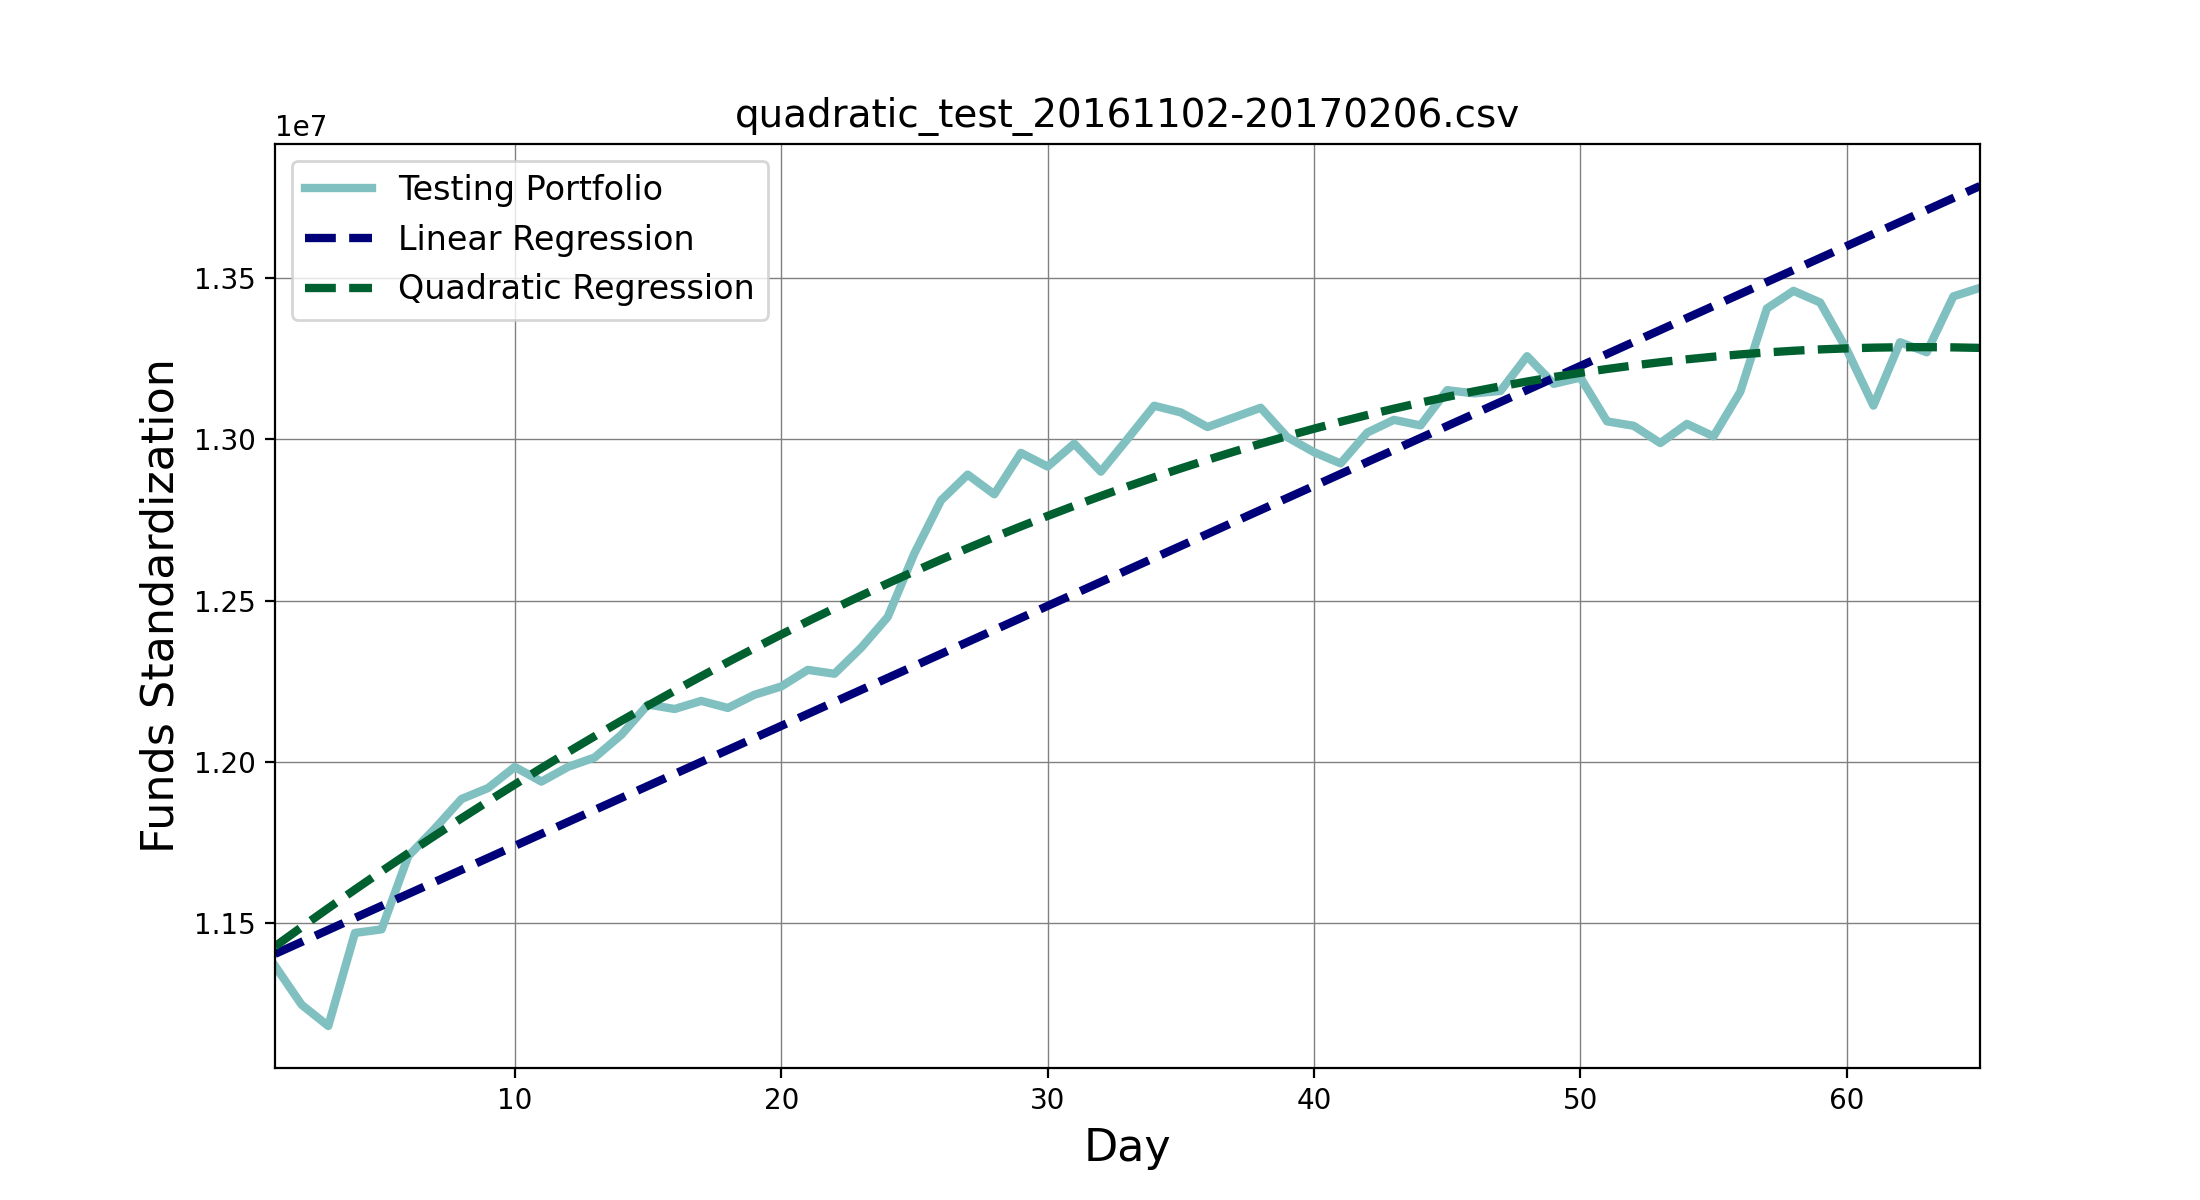 quadratic_test_20161102-20170206.csv
1e7
Testing Portfolio
Linear Regression
Quadratic Regression
1.35
1.30
1.25
1.20
1.15
Funds Standardization
10 20 30 40 50 60
Day